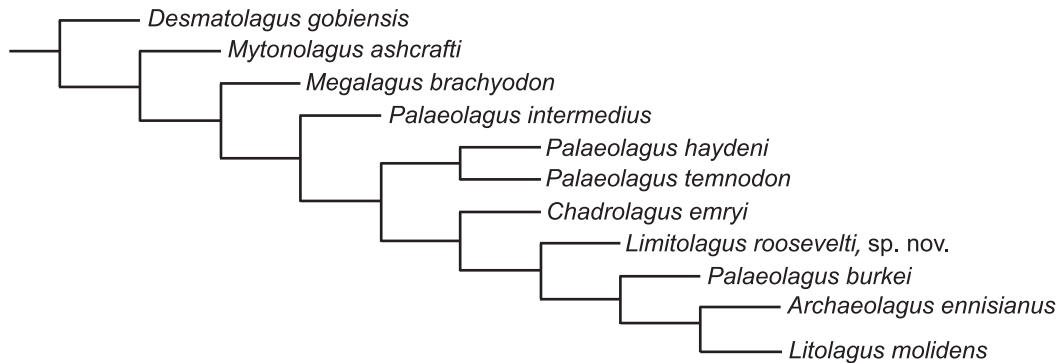 Desmatolagus gobiensis
Mytonolagus ashcrafti
Megalagus brachyodon
Palaeolagus intermedius
Palaeolagus haydeni
Palaeolagus temnodon
Chadrolagus emryi
Limitolagus roosevelti, sp. nov.
Palaeolagus burkei
Archaeolagus ennisianus
Litolagus molidens